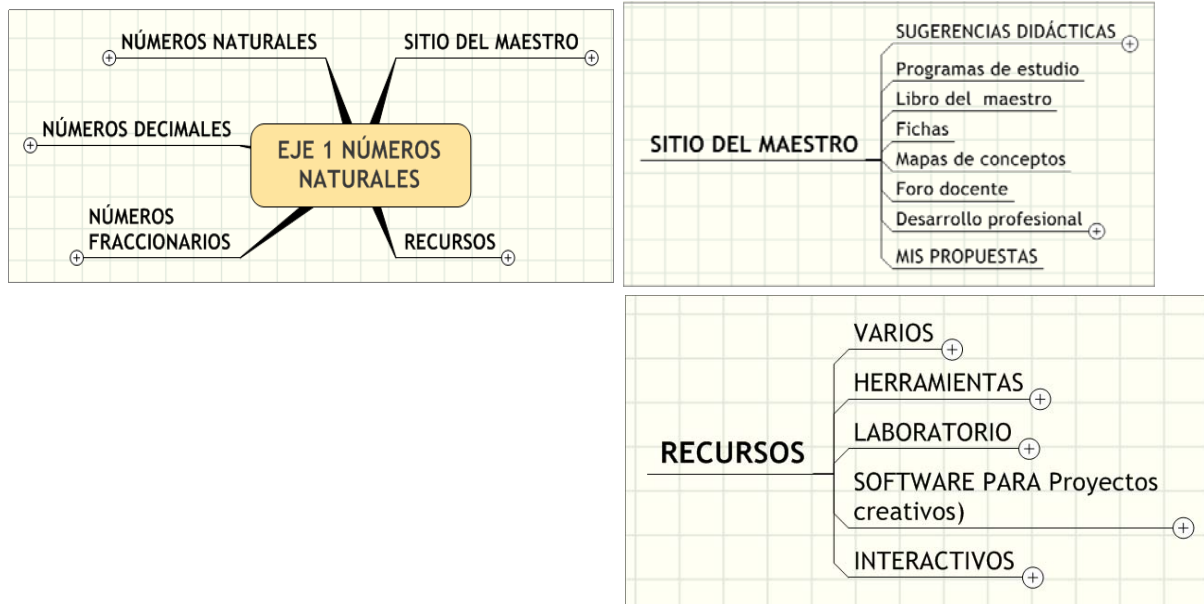 NÚMEROS NATURALES
SITIO DEL MAESTRO
NÚMEROS DECIMALES
EJE 1 NÚMEROS
NATURALES
NÚMEROS
FRACCIONARIOS
RECURSOS
SITIO DEL MAESTRO
SUGERENCIAS DIDÁCTICAS
Programas de estudio
Libro del maestro
Fichas
Mapas de conceptos
Foro docente
Desarrollo profesional
MIS PROPUESTAS
RECURSOS
VARIOS
HERRAMIENTAS
LABORATORIO
SOFTWARE PARA Proyectos
creativos)
INTERACTIVOS